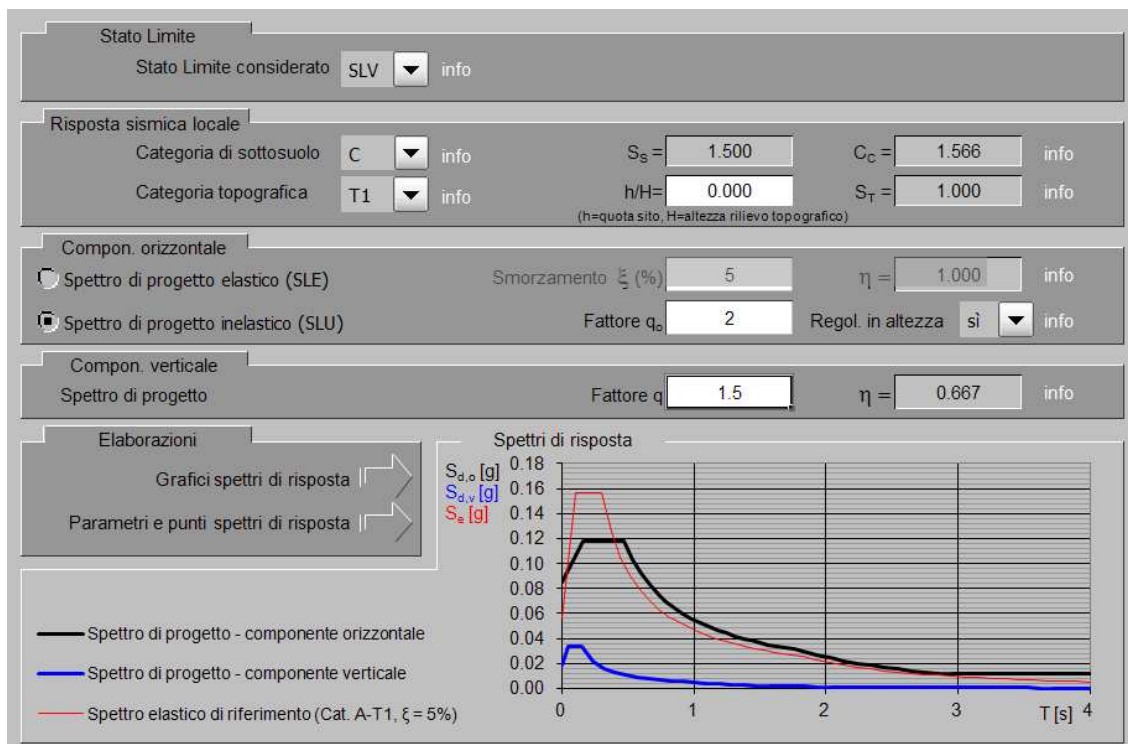 Stato Limite
Stato Limite considerato SLV info
Risposta sismica locale
Categoria di sottosuolo C info S_S = 1.500 C_C = 1.566 info
Categoria topografica T1 info h/H= 0.000 S_T = 1.000 info
(h=quota sito, H=altezza rilievo topografico)
Compon. orizzontale
Spettro di progetto elastico (SLE) Smorzamento ξ (%) 5 η = 1.000 info
Spettro di progetto inelastico (SLU) Fattore q_o 2 Regol. in altezza sì info
Compon. verticale
Spettro di progetto Fattore q 1.5 η = 0.667 info
Elaborazioni
Grafici spettri di risposta
Parametri e punti spettri di risposta
Spettri di risposta
S_d,o [g]
S_d,v [g]
S_e [g]
0.18
0.16
0.14
0.12
0.10
0.08
0.06
0.04
0.02
0.00
0 1 2 3 T [s] 4
Spettro di progetto - componente orizzontale
Spettro di progetto - componente verticale
Spettro elastico di riferimento (Cat. A-T1, ξ = 5%)